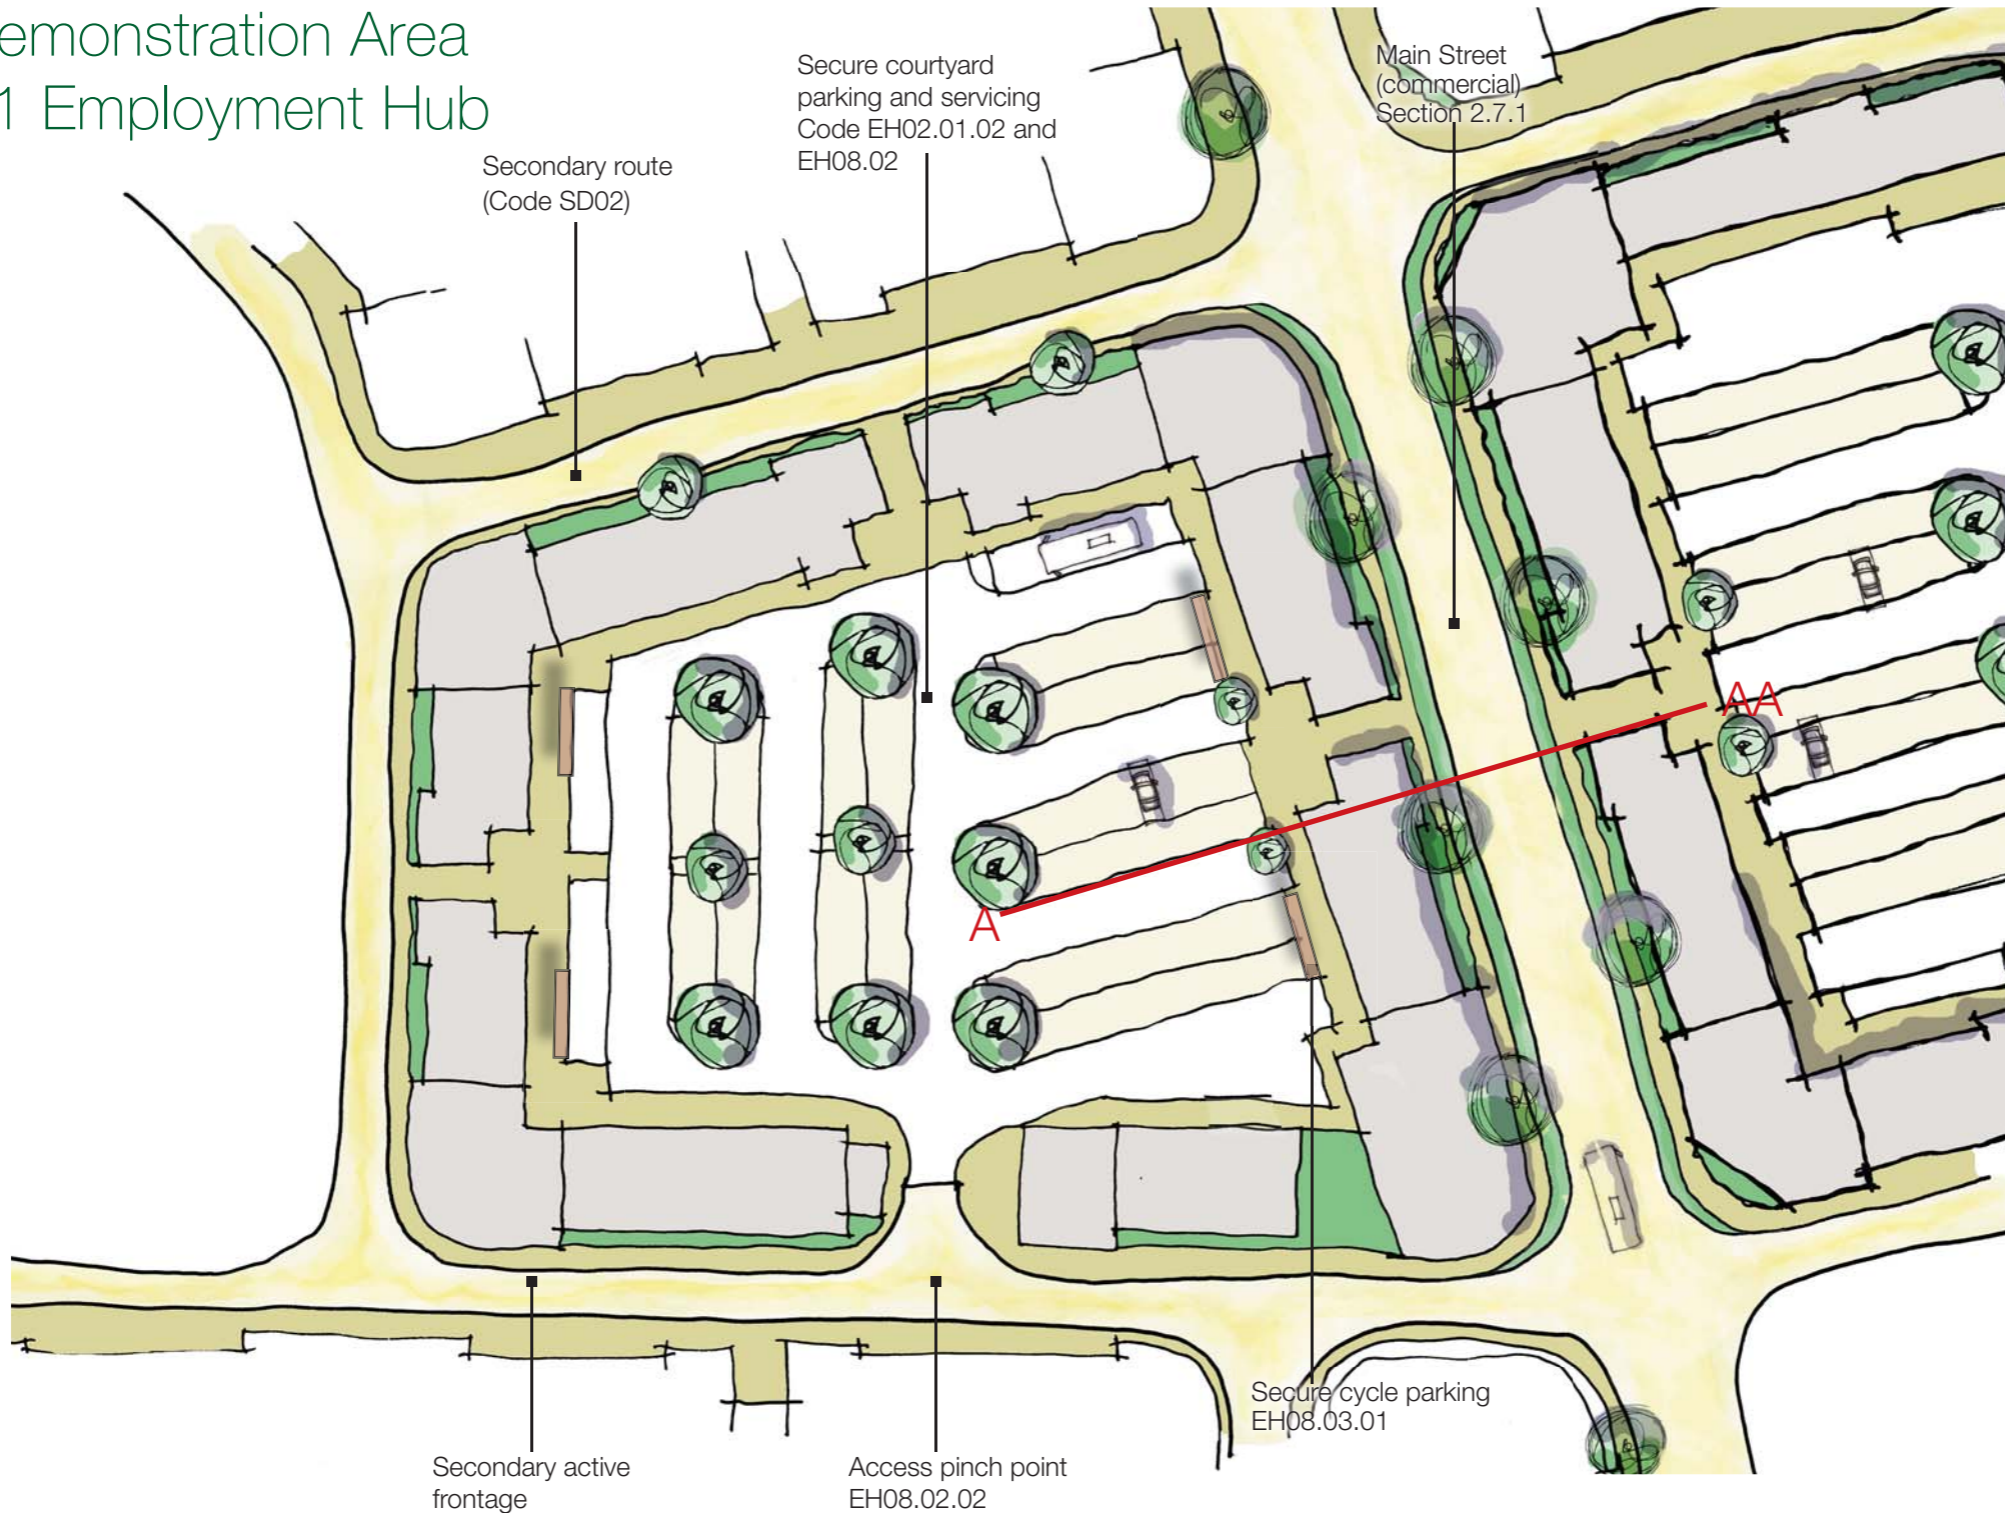 emonstration Area
1 Employment Hub
Secure courtyard
parking and servicing
Code EH02.01.02 and
EH08.02
Main Street
(commercial)
Section 2.7.1
Secondary route
(Code SD02)
AA
A
Secure cycle parking
EH08.03.01
Secondary active
frontage
Access pinch point
EH08.02.02